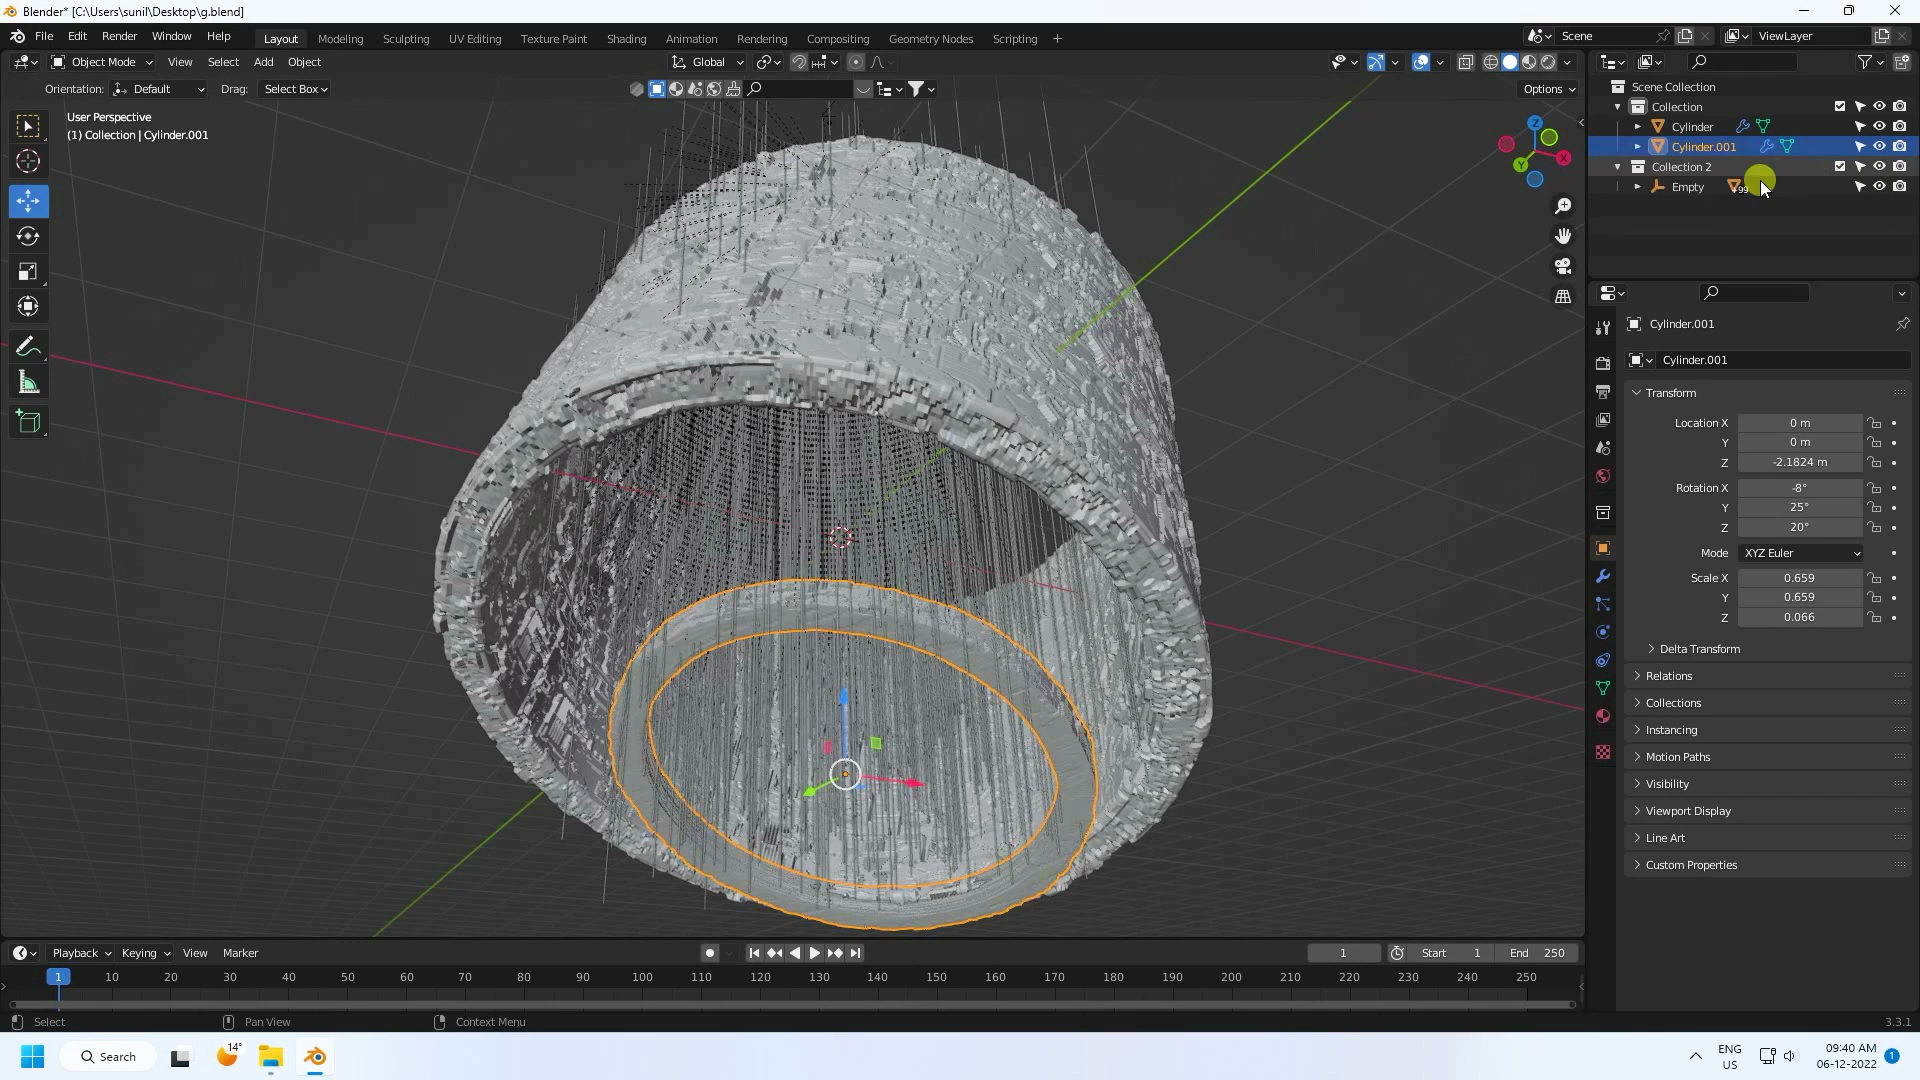 Blender* [C:\Users\sunil\Desktop\g.blend]
File Edit Render Window Help Layout Modeling Sculpting UV Editing Texture Paint Shading Animation Rendering Compositing Geometry Nodes Scripting + Scene ViewLayer
Object Mode View Select Add Object Global
Orientation: Default Drag: Select Box Options
User Perspective
(1) Collection | Cylinder.001
Z
Y
X
Scene Collection
Collection
Cylinder
Cylinder.001
Collection 2
Empty +99
Cylinder.001
Cylinder.001
Transform
Location X 0 m
Y 0 m
Z -2.1824 m
Rotation X -8°
Y 25°
Z 20°
Mode XYZ Euler
Scale X 0.659
Y 0.659
Z 0.066
Delta Transform
Relations
Collections
Instancing
Motion Paths
Visibility
Viewport Display
Line Art
Custom Properties
Playback Keying View Marker 1 Start 1 End 250
1 10 20 30 40 50 60 70 80 90 100 110 120 130 140 150 160 170 180 190 200 210 220 230 240 250
Select Pan View Context Menu 3.3.1
Search 14° ENG US 09:40 AM 06-12-2022 1